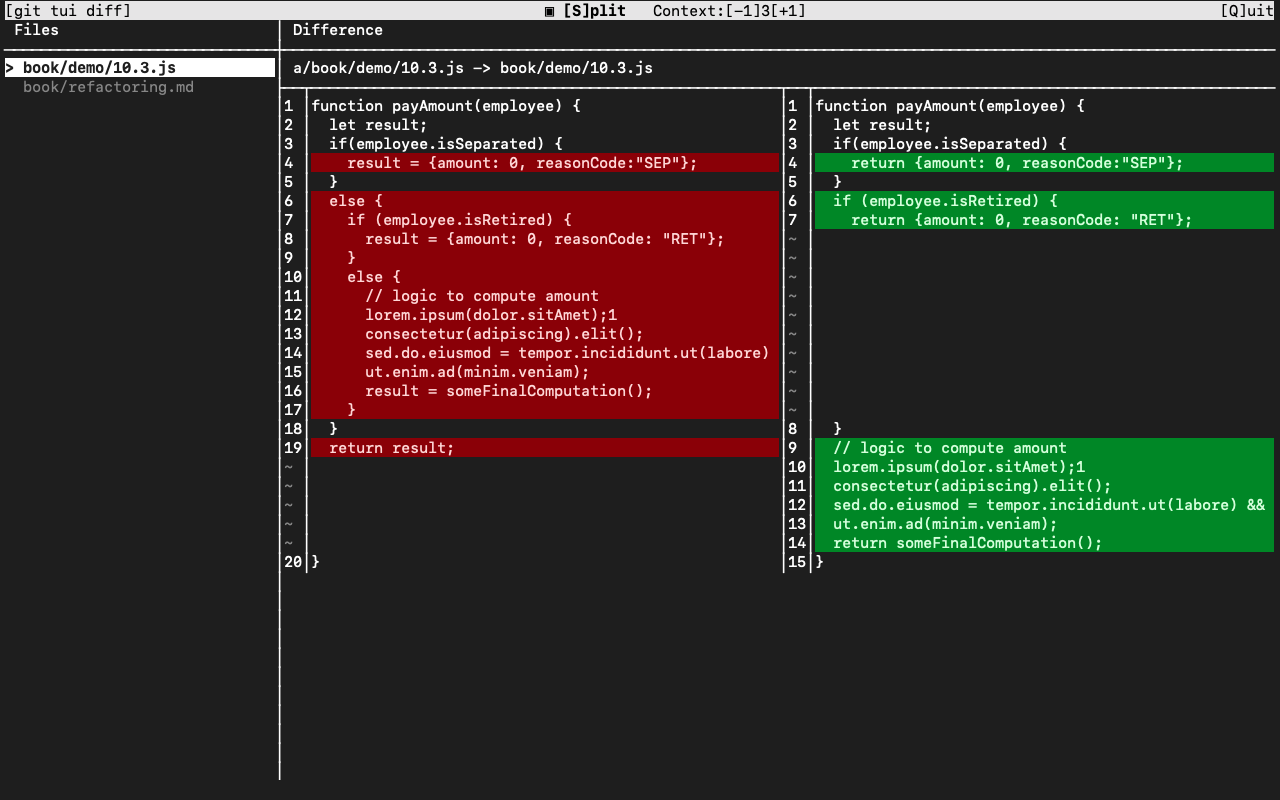 [git tui diff] ▣ [S]plit Context:[−1]3[+1] [Q]uit
Files
> book/demo/10.3.js
book/refactoring.md
Difference
a/book/demo/10.3.js −> book/demo/10.3.js
1 function payAmount(employee) {
2   let result;
3   if(employee.isSeparated) {
4     result = {amount: 0, reasonCode:"SEP"};
5   }
6   else {
7     if (employee.isRetired) {
8       result = {amount: 0, reasonCode: "RET"};
9     }
10     else {
11       // logic to compute amount
12       lorem.ipsum(dolor.sitAmet);1
13       consectetur(adipiscing).elit();
14       sed.do.eiusmod = tempor.incididunt.ut(labore)
15       ut.enim.ad(minim.veniam);
16       result = someFinalComputation();
17     }
18   }
19   return result;
~
~
~
~
~
20 }
1 function payAmount(employee) {
2   let result;
3   if(employee.isSeparated) {
4     return {amount: 0, reasonCode:"SEP"};
5   }
6   if (employee.isRetired) {
7     return {amount: 0, reasonCode: "RET"};
~
~
~
~
~
~
~
~
~
~
8   }
9   // logic to compute amount
10   lorem.ipsum(dolor.sitAmet);1
11   consectetur(adipiscing).elit();
12   sed.do.eiusmod = tempor.incididunt.ut(labore) &&
13   ut.enim.ad(minim.veniam);
14   return someFinalComputation();
15 }